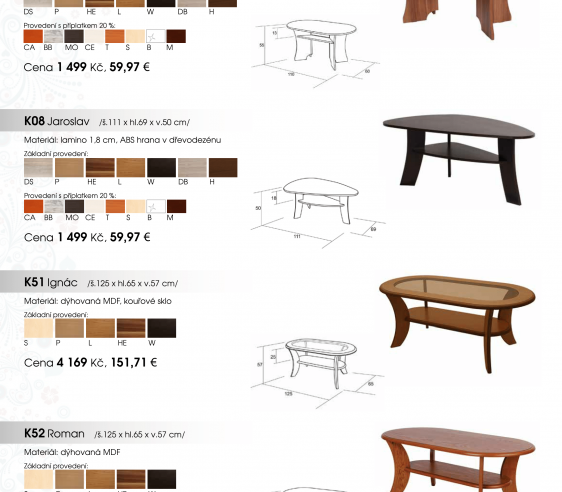 DS P HE L W DB H
Provedení s příplatkem 20 %:
CA BB MO CE T S B M
Cena 1 499 Kč, 59,97 €
55 15 110 60
K08 Jaroslav /š.111 x hl.69 x v.50 cm/
Materiál: lamino 1,8 cm, ABS hrana v dřevodezénu
Základní provedení:
DS P HE L W DB H
Provedení s příplatkem 20 %:
CA BB MO CE T S B M
Cena 1 499 Kč, 59,97 €
50 18 111 69
K51 Ignác /š.125 x hl.65 x v.57 cm/
Materiál: dýhovaná MDF, kouřové sklo
Základní provedení:
S P L HE W
Cena 4 169 Kč, 151,71 €
57 25 125 65
K52 Roman /š.125 x hl.65 x v.57 cm/
Materiál: dýhovaná MDF
Základní provedení: